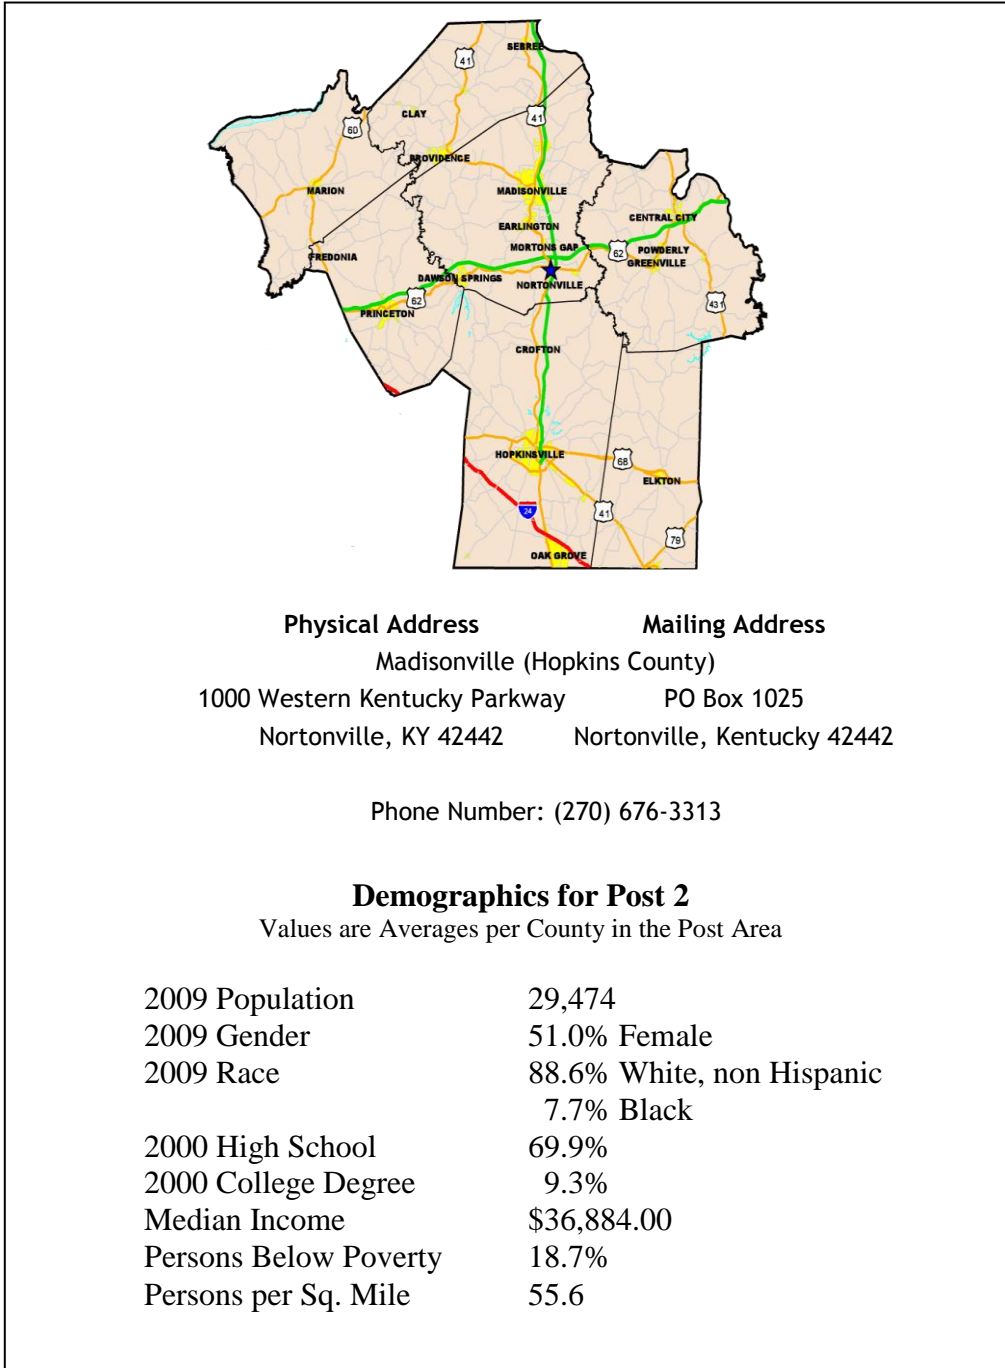 SEBREE
41
CLAY
41
60
PROVIDENCE
MARION
MADISONVILLE
CENTRAL CITY
EARLINGTON
MORTONS GAP
62
POWDERLY
FREDONIA
GREENVILLE
DAWSON SPRINGS
NORTONVILLE
62
431
PRINCETON
CROFTON
HOPKINSVILLE
68
ELKTON
24
41
79
OAK GROVE
Physical Address Mailing Address
Madisonville (Hopkins County)
1000 Western Kentucky Parkway PO Box 1025
Nortonville, KY 42442 Nortonville, Kentucky 42442
Phone Number: (270) 676-3313
Demographics for Post 2
Values are Averages per County in the Post Area
2009 Population 29,474
2009 Gender 51.0% Female
2009 Race 88.6% White, non Hispanic
7.7% Black
2000 High School 69.9%
2000 College Degree 9.3%
Median Income $36,884.00
Persons Below Poverty 18.7%
Persons per Sq. Mile 55.6